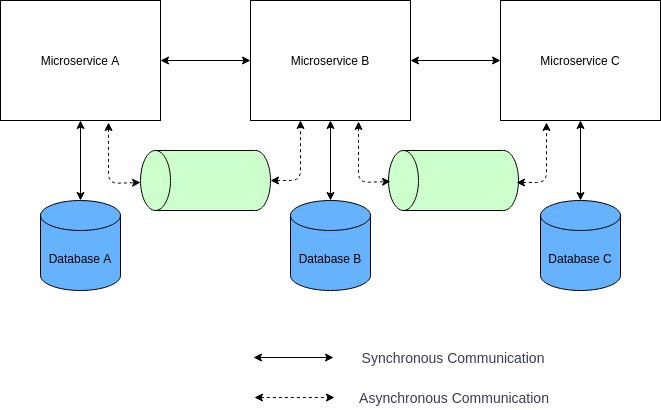 Microservice A
Microservice B
Microservice C
Database A
Database B
Database C
Synchronous Communication
Asynchronous Communication